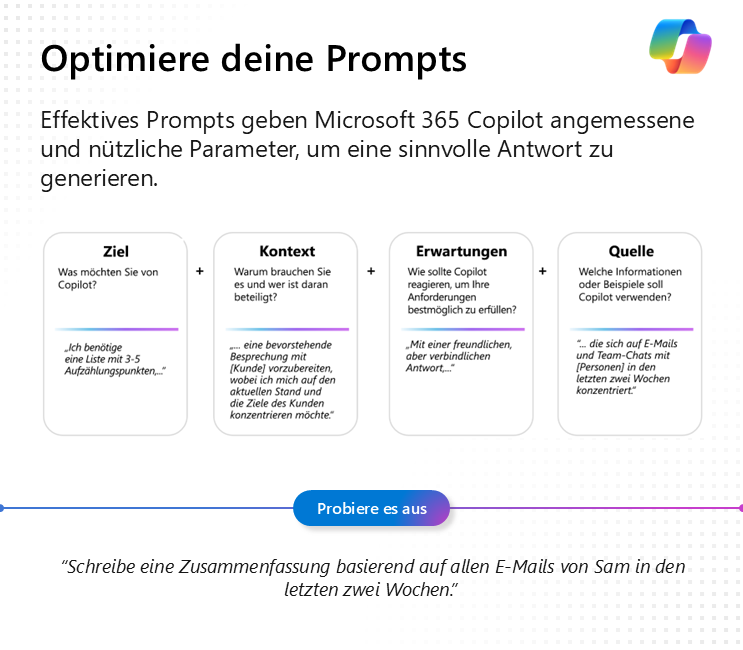 Optimiere deine Prompts
Effektives Prompts geben Microsoft 365 Copilot angemessene
und nützliche Parameter, um eine sinnvolle Antwort zu
generieren.
Ziel
Was möchten Sie von
Copilot?
„Ich benötige
eine Liste mit 3-5
Aufzählungspunkten,...“
+
Kontext
Warum brauchen Sie
es und wer ist daran
beteiligt?
„... eine bevorstehende
Besprechung mit
[Kunde] vorzubereiten,
wobei ich mich auf den
aktuellen Stand und
die Ziele des Kunden
konzentrieren möchte.“
+
Erwartungen
Wie sollte Copilot
reagieren, um Ihre
Anforderungen
bestmöglich zu erfüllen?
„Mit einer freundlichen,
aber verbindlichen
Antwort,...“
+
Quelle
Welche Informationen
oder Beispiele soll
Copilot verwenden?
“... die sich auf E-Mails
und Team-Chats mit
[Personen] in den
letzten zwei Wochen
konzentriert.”
Probiere es aus
“Schreibe eine Zusammenfassung basierend auf allen E-Mails von Sam in den
letzten zwei Wochen.”